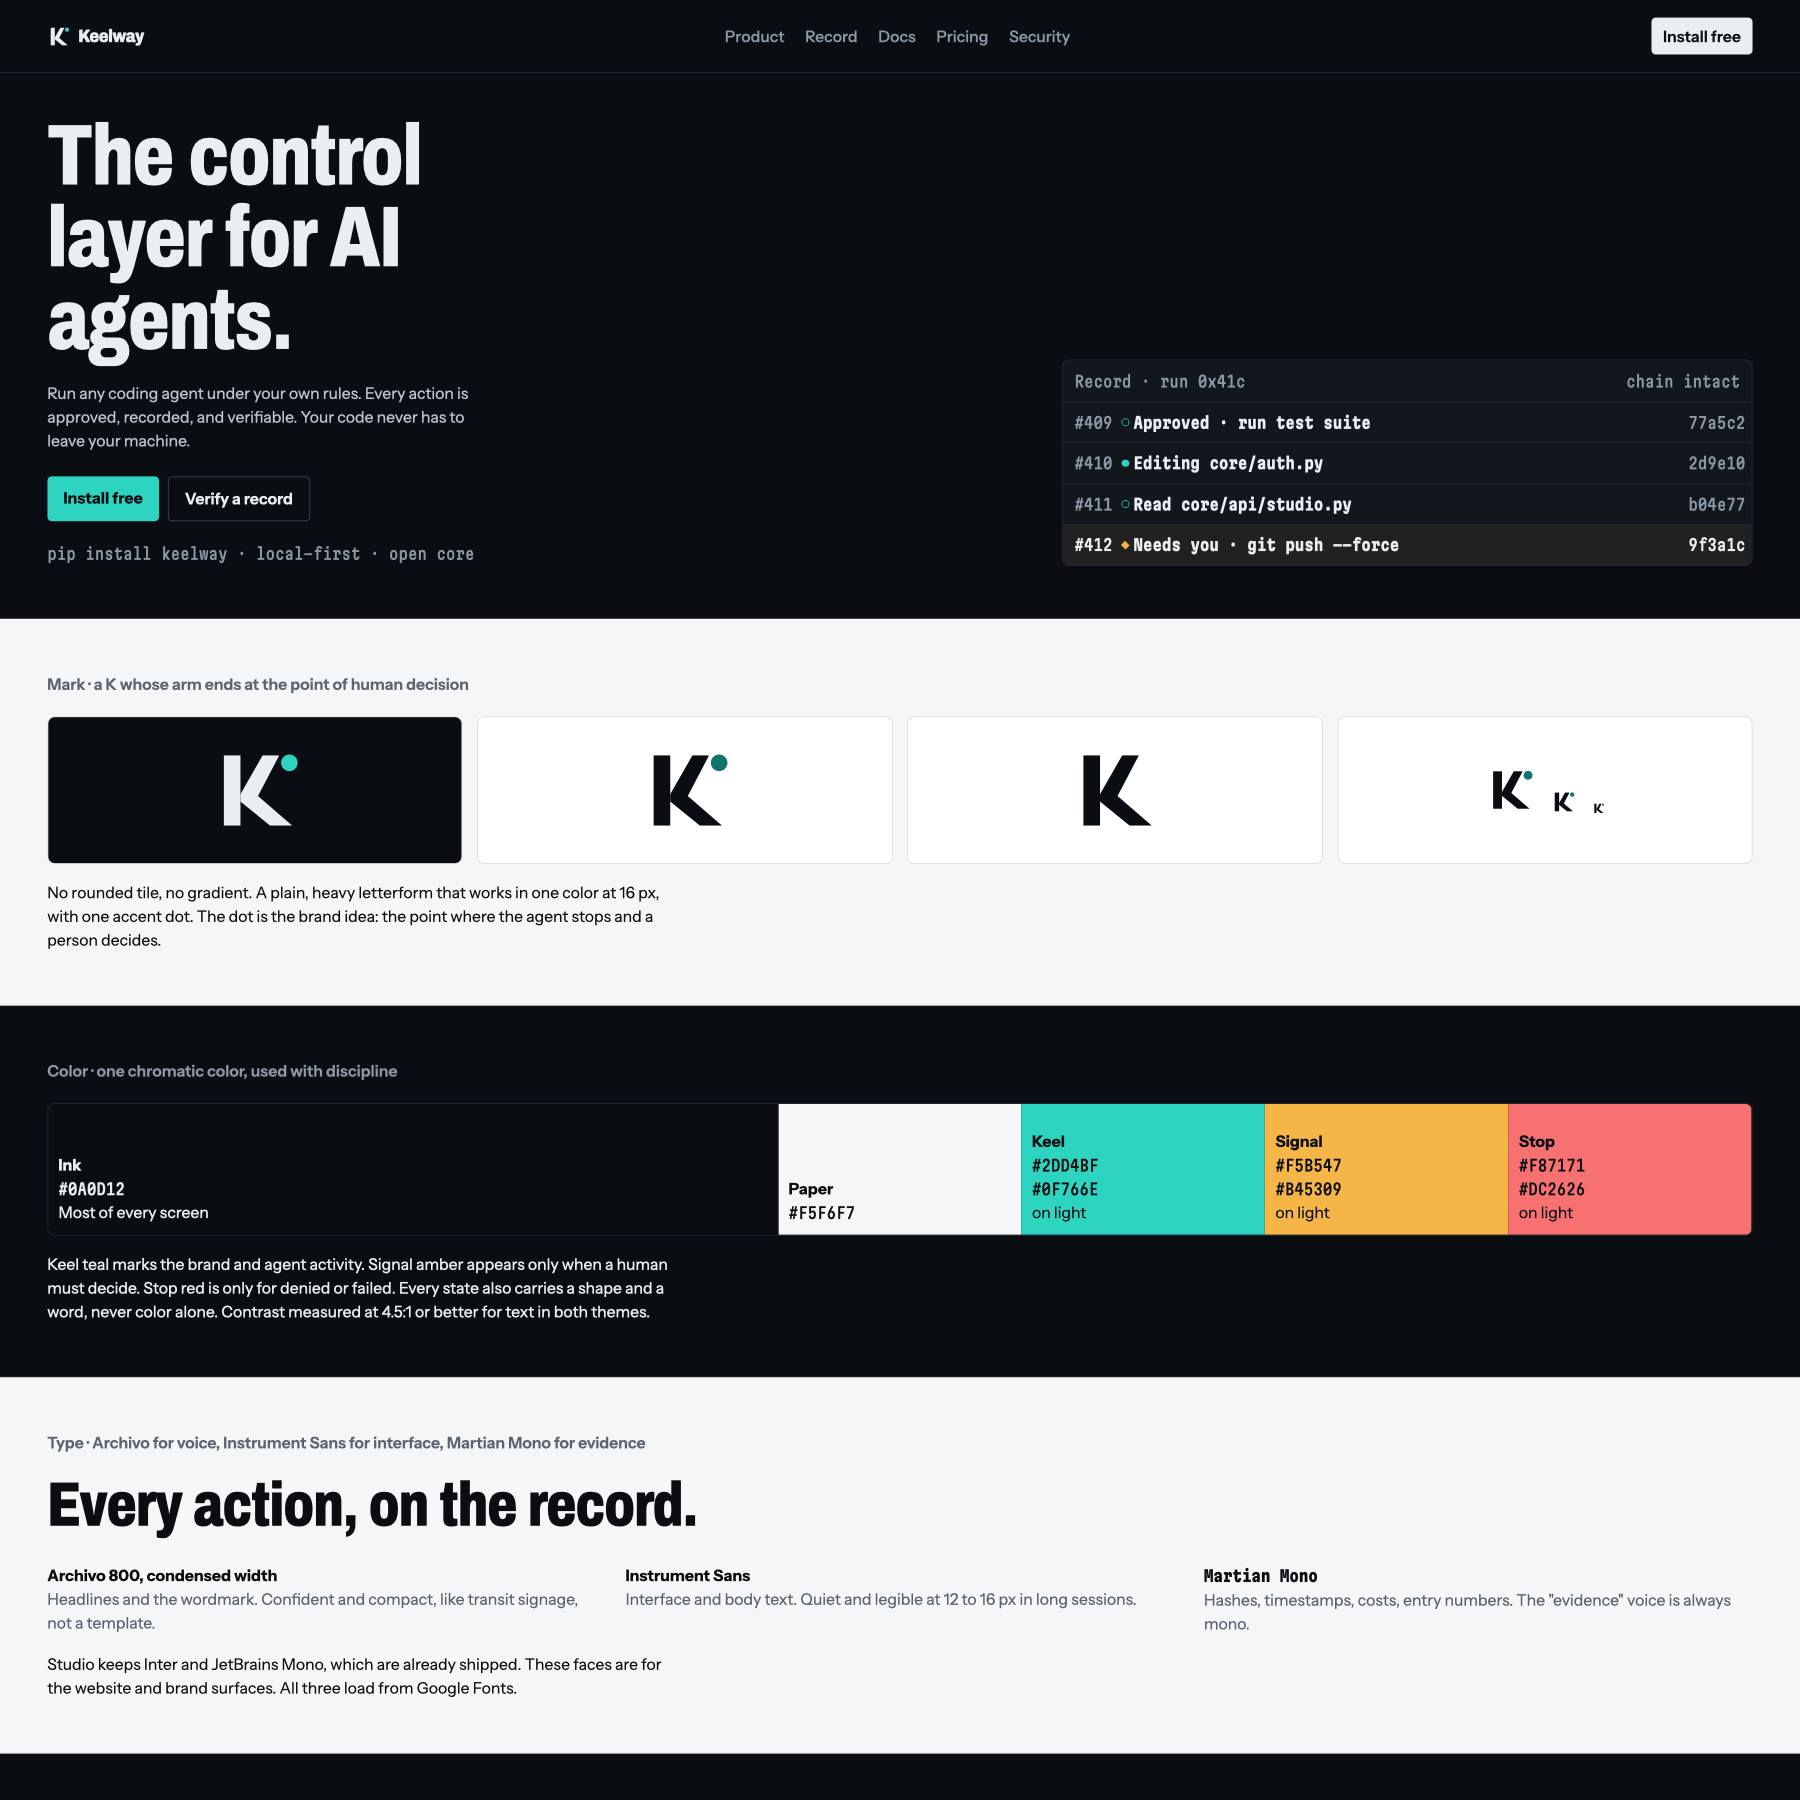 Keelway
Product Record Docs Pricing Security
Install free
The control
layer for AI
agents.
Run any coding agent under your own rules. Every action is
approved, recorded, and verifiable. Your code never has to
leave your machine.
Install free
Verify a record
pip install keelway · local-first · open core
Record · run 0x41c chain intact
#409 Approved · run test suite 77a5c2
#410 Editing core/auth.py 2d9e10
#411 Read core/api/studio.py b04e77
#412 Needs you · git push --force 9f3a1c
Mark · a K whose arm ends at the point of human decision
K
K
K
K K K
No rounded tile, no gradient. A plain, heavy letterform that works in one color at 16 px,
with one accent dot. The dot is the brand idea: the point where the agent stops and a
person decides.
Color · one chromatic color, used with discipline
Ink
#0A0D12
Most of every screen
Paper
#F5F6F7
Keel
#2DD4BF
#0F766E
on light
Signal
#F5B547
#B45309
on light
Stop
#F87171
#DC2626
on light
Keel teal marks the brand and agent activity. Signal amber appears only when a human
must decide. Stop red is only for denied or failed. Every state also carries a shape and a
word, never color alone. Contrast measured at 4.5:1 or better for text in both themes.
Type · Archivo for voice, Instrument Sans for interface, Martian Mono for evidence
Every action, on the record.
Archivo 800, condensed width
Headlines and the wordmark. Confident and compact, like transit signage,
not a template.
Instrument Sans
Interface and body text. Quiet and legible at 12 to 16 px in long sessions.
Martian Mono
Hashes, timestamps, costs, entry numbers. The "evidence" voice is always
mono.
Studio keeps Inter and JetBrains Mono, which are already shipped. These faces are for
the website and brand surfaces. All three load from Google Fonts.